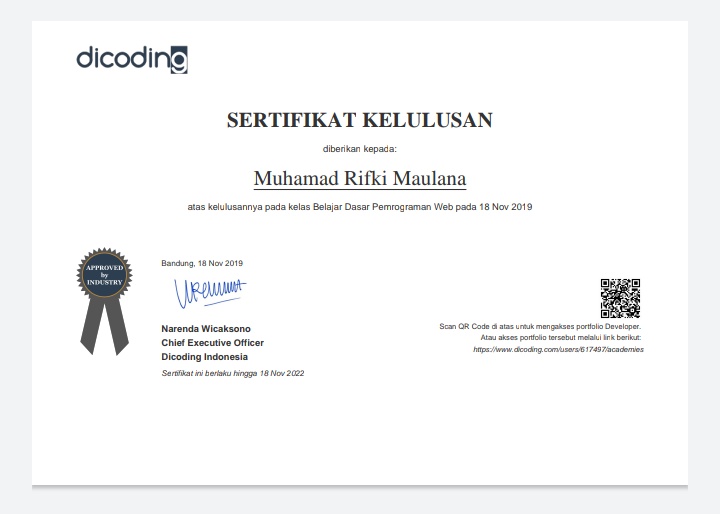 dicoding
SERTIFIKAT KELULUSAN
diberikan kepada:
Muhamad Rifki Maulana
atas kelulusannya pada kelas Belajar Dasar Pemrograman Web pada 18 Nov 2019
APPROVED
by
INDUSTRY
Bandung, 18 Nov 2019
Narenda Wicaksono
Chief Executive Officer
Dicoding Indonesia
Sertifikat ini berlaku hingga 18 Nov 2022
Scan QR Code di atas untuk mengakses portfolio Developer.
Atau akses portfolio tersebut melalui link berikut:
https://www.dicoding.com/users/617497/academies